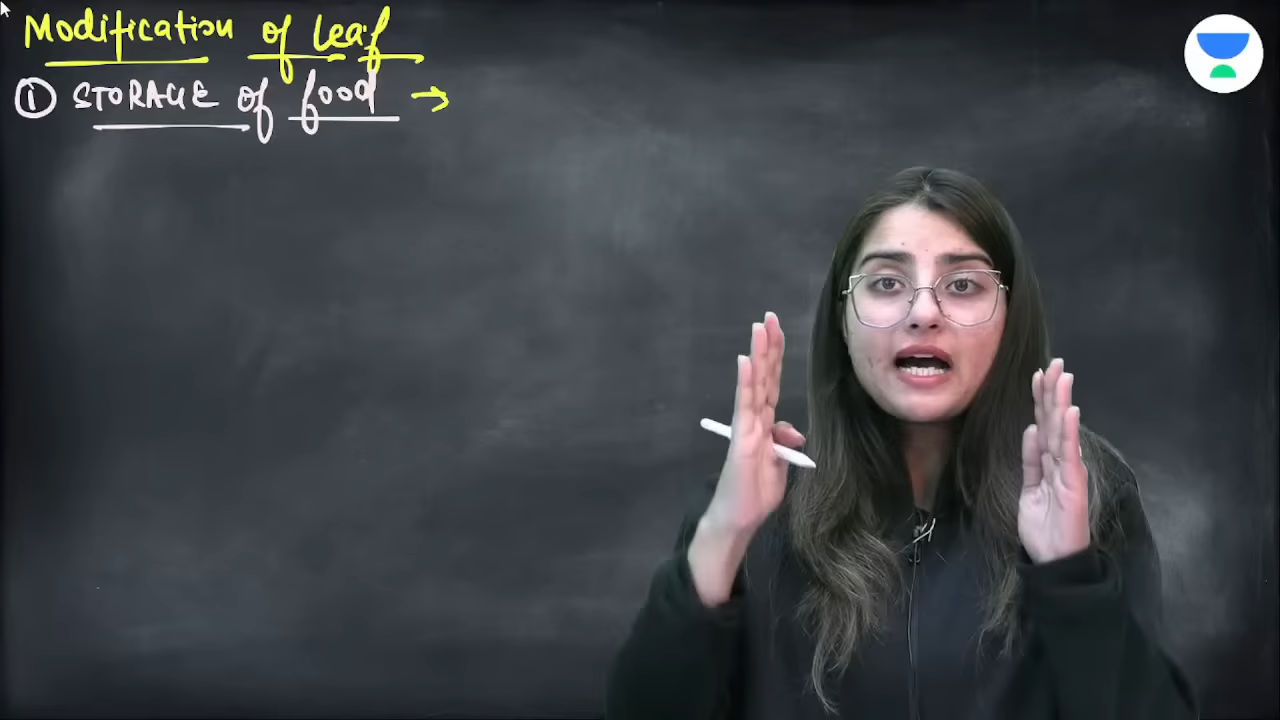 Modification of Leaf
① STORAGE of food →